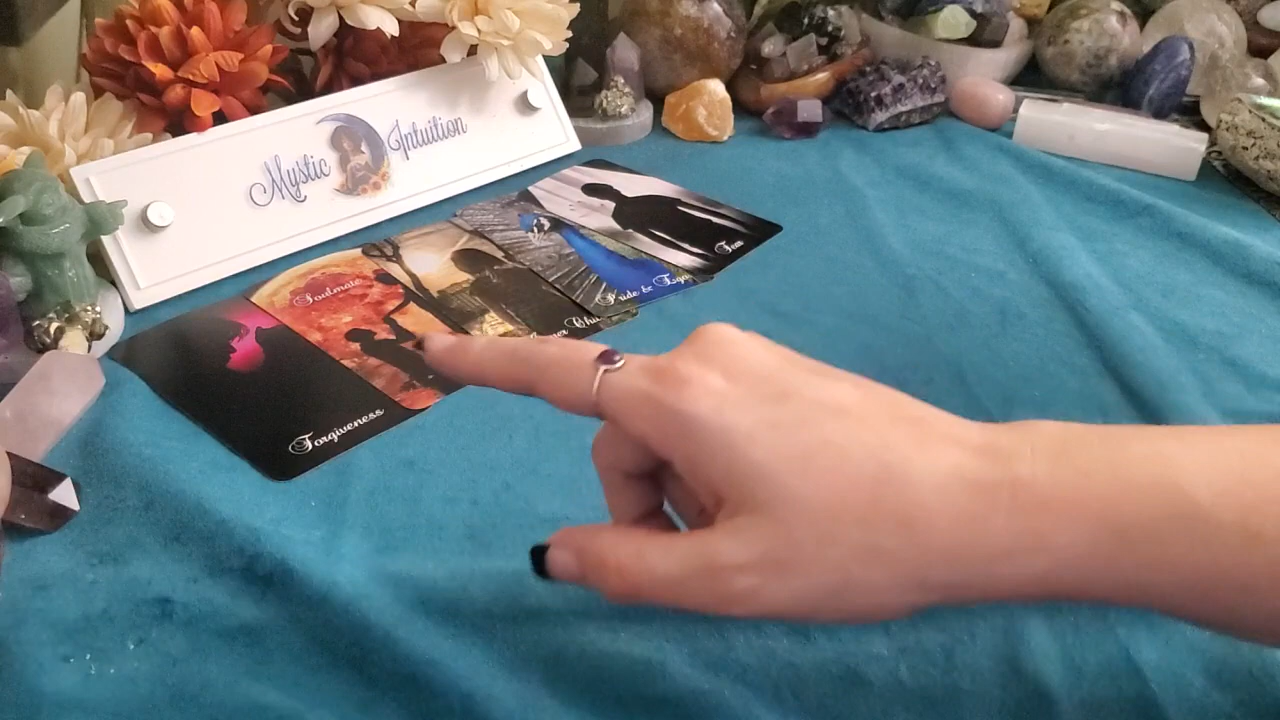 Mystic Intuition
Forgiveness
Soulmate
Pride & Ego
Fear